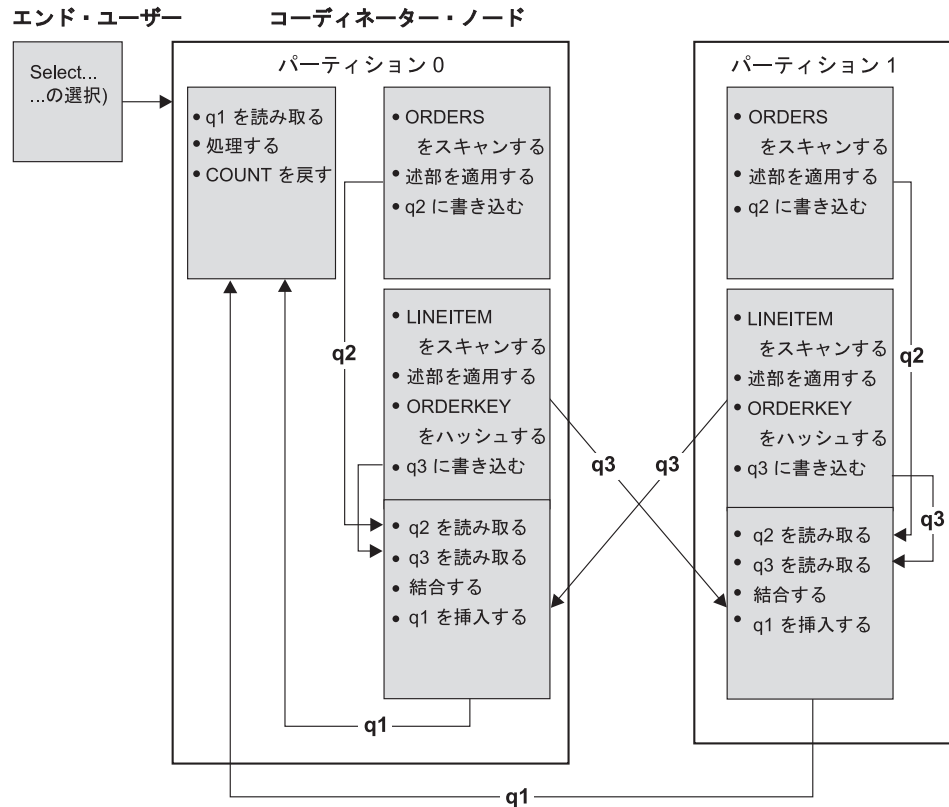 エンド・ユーザー
コーディネーター・ノード
Select...
...の選択)
パーティション 0
• q1 を読み取る
• 処理する
• COUNT を戻す
• ORDERS
をスキャンする
• 述部を適用する
• q2 に書き込む
q2
• LINEITEM
をスキャンする
• 述部を適用する
• ORDERKEY
をハッシュする
• q3 に書き込む
• q2 を読み取る
• q3 を読み取る
• 結合する
• q1 を挿入する
q1
q3
q3
パーティション 1
• ORDERS
をスキャンする
• 述部を適用する
• q2 に書き込む
q2
• LINEITEM
をスキャンする
• 述部を適用する
• ORDERKEY
をハッシュする
• q3 に書き込む
q3
• q2 を読み取る
• q3 を読み取る
• 結合する
• q1 を挿入する
q1